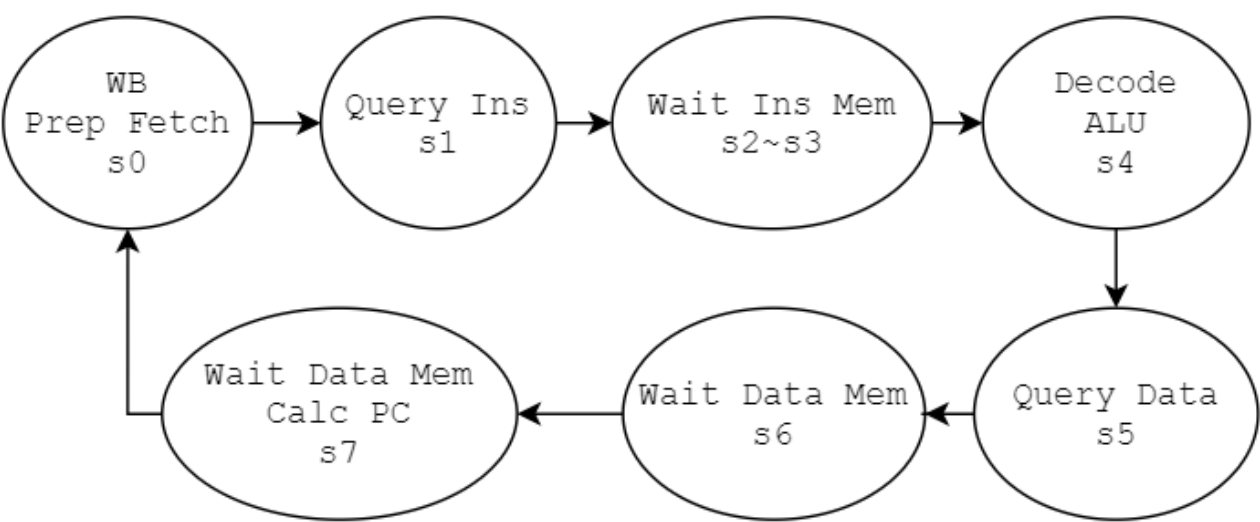 WB
Prep Fetch
s0
Query Ins
s1
Wait Ins Mem
s2~s3
Decode
ALU
s4
Wait Data Mem
Calc PC
s7
Wait Data Mem
s6
Query Data
s5